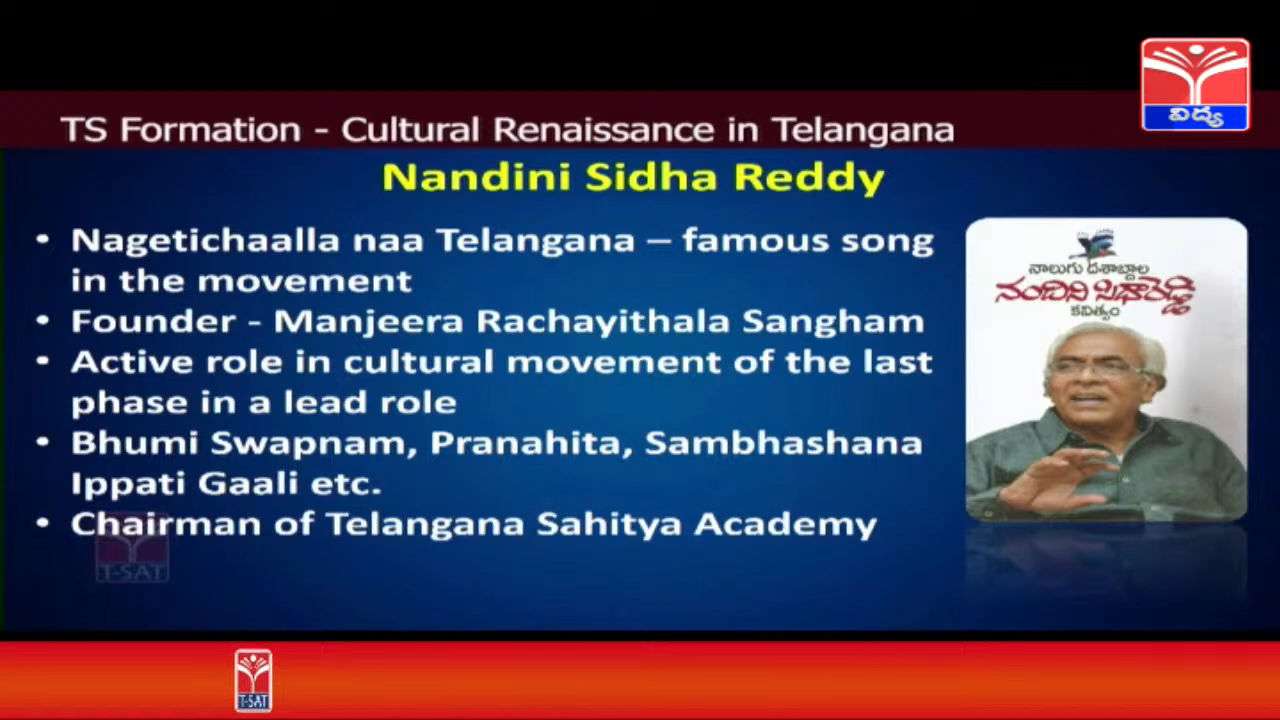 విద్య
TS Formation - Cultural Renaissance in Telangana
Nandini Sidha Reddy
• Nagetichaalla naa Telangana – famous song
in the movement
• Founder - Manjeera Rachayithala Sangham
• Active role in cultural movement of the last
phase in a lead role
• Bhumi Swapnam, Pranahita, Sambhashana
Ippati Gaali etc.
• Chairman of Telangana Sahitya Academy
నాలుగు దశాబ్దాల
నందిని సిధారెడ్డి
కవిత్వం
T-SAT
T-SAT